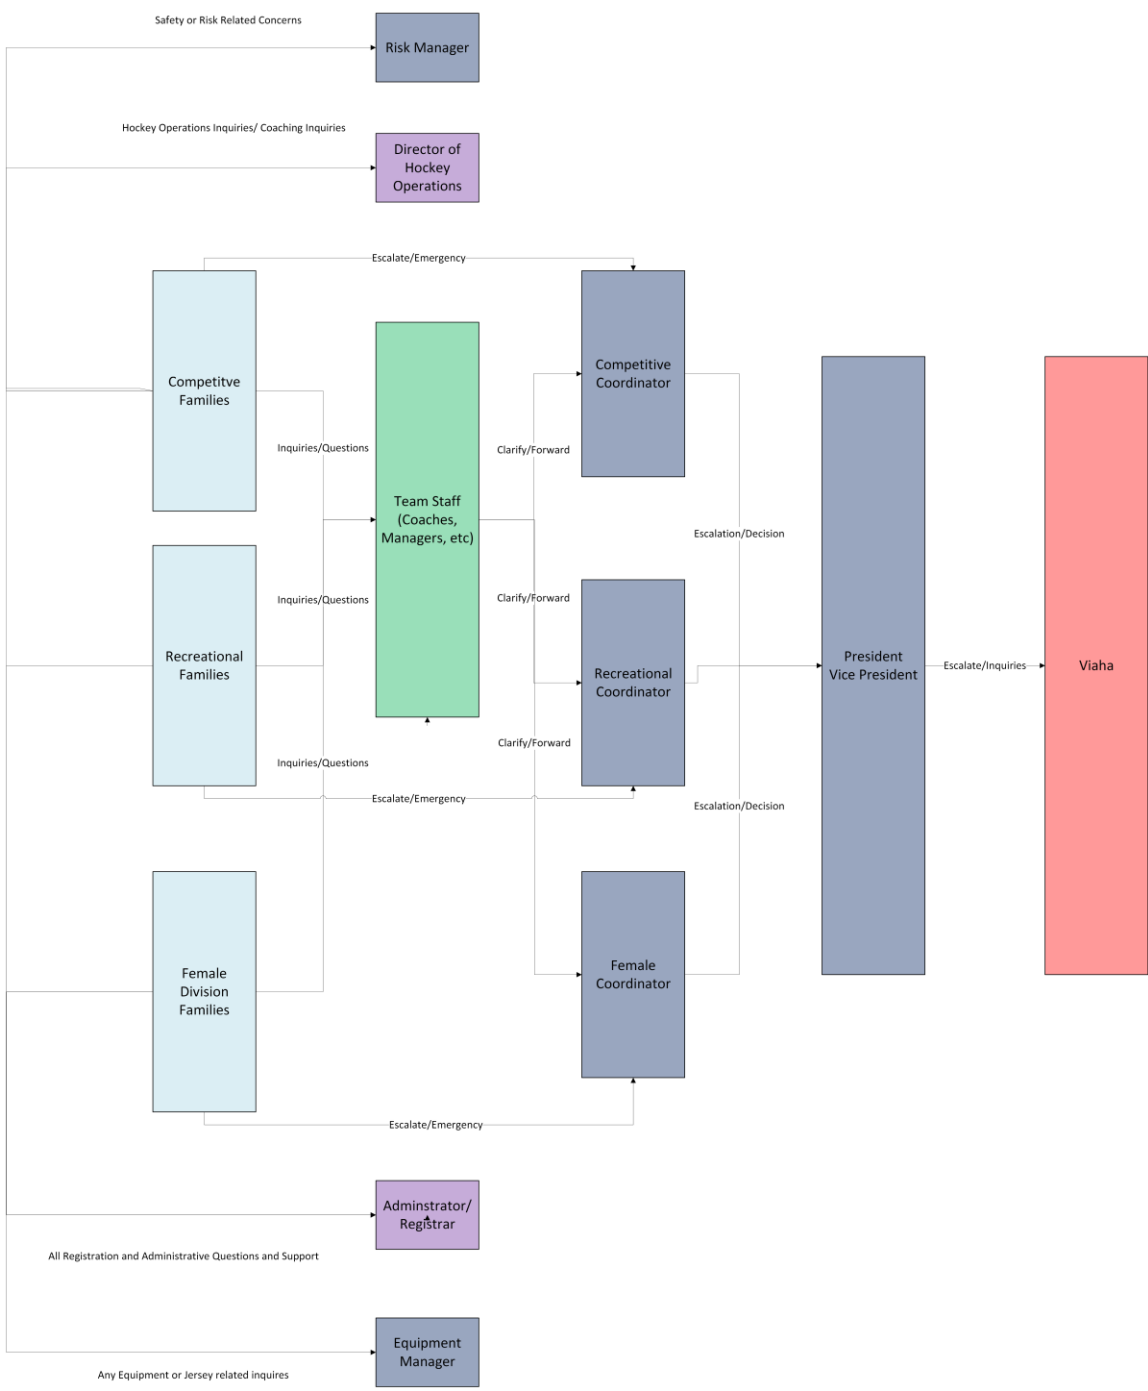 Safety or Risk Related Concerns
Risk Manager
Hockey Operations Inquiries/ Coaching Inquiries
Director of
Hockey
Operations
Escalate/Emergency
Competitve
Families
Inquiries/Questions
Team Staff
(Coaches,
Managers, etc)
Clarify/Forward
Competitive
Coordinator
Escalation/Decision
Recreational
Families
Inquiries/Questions
Clarify/Forward
Recreational
Coordinator
President
Vice President
Escalate/Inquiries
Viaha
Inquiries/Questions
Clarify/Forward
Escalate/Emergency
Escalation/Decision
Female
Division
Families
Female
Coordinator
Escalate/Emergency
Adminstrator/
Registrar
All Registration and Administrative Questions and Support
Equipment
Manager
Any Equipment or Jersey related inquires